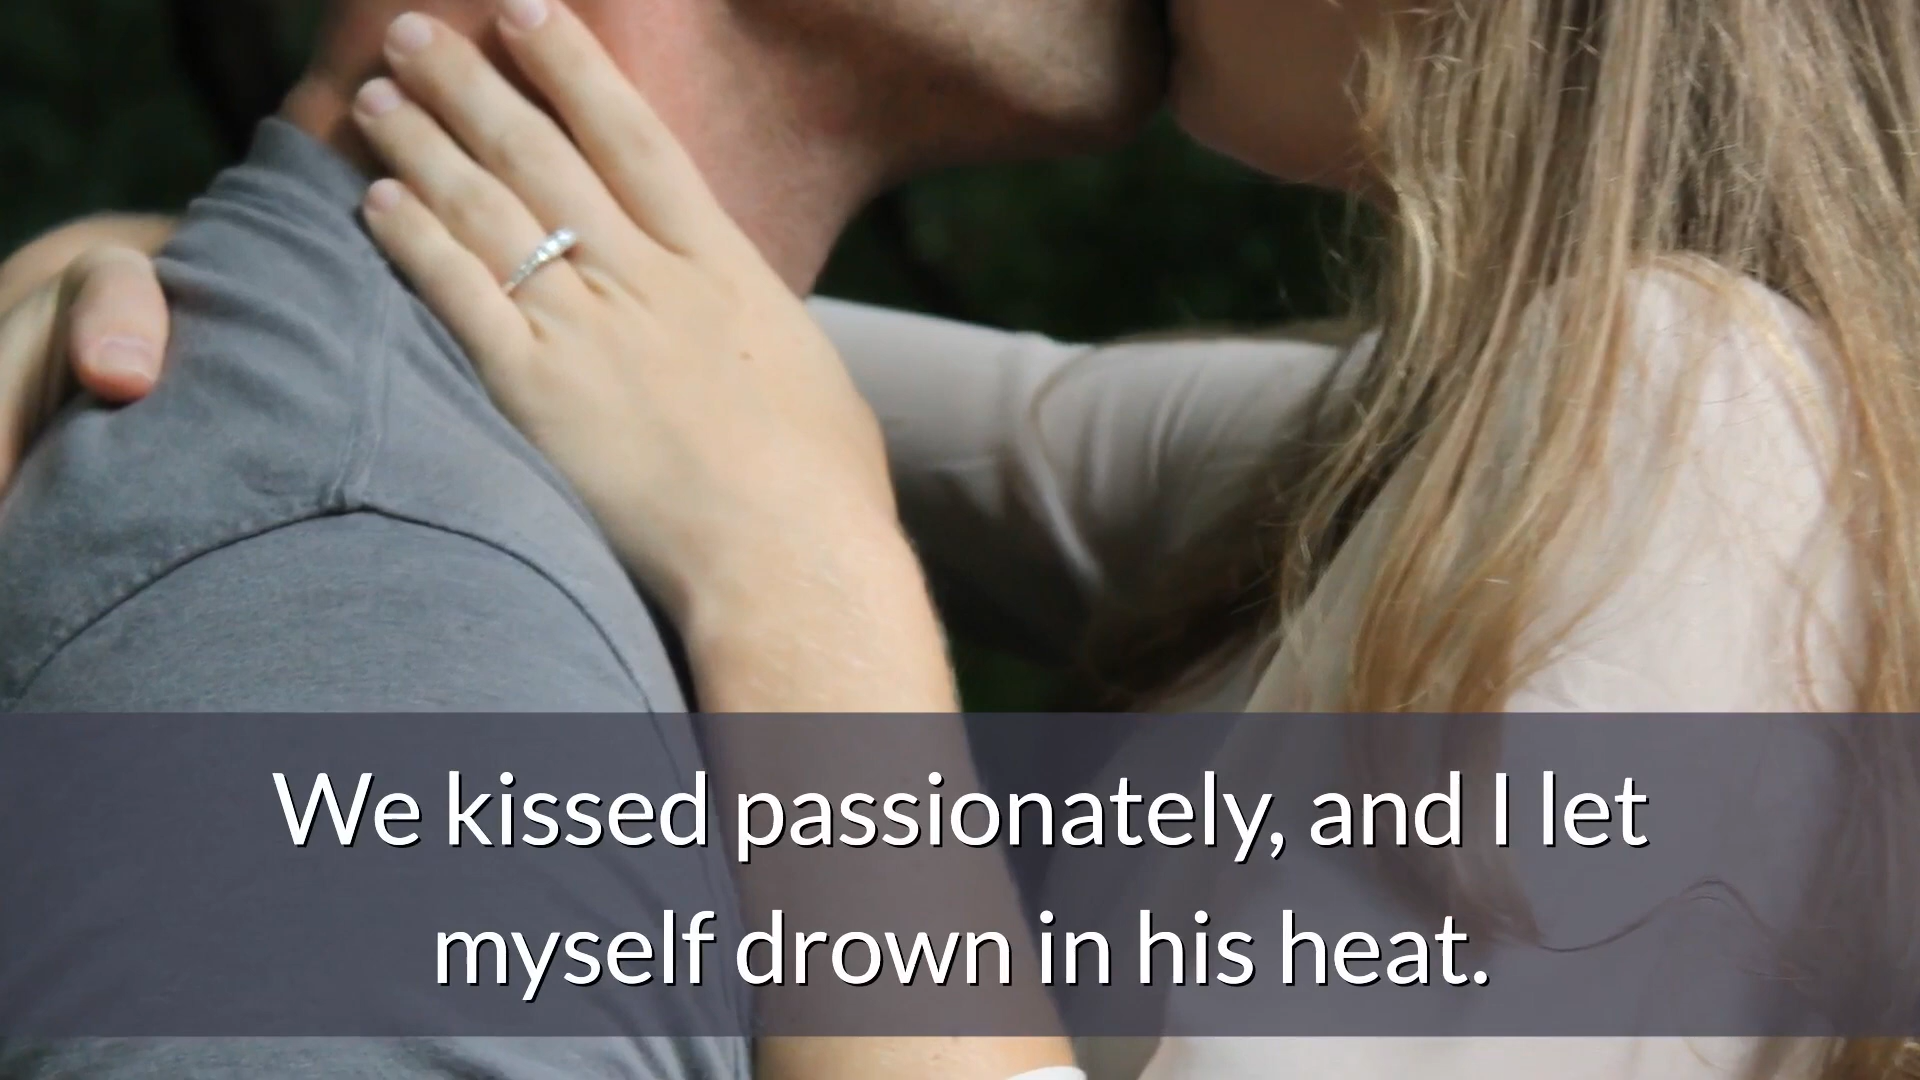 We kissed passionately, and I let
myself drown in his heat.